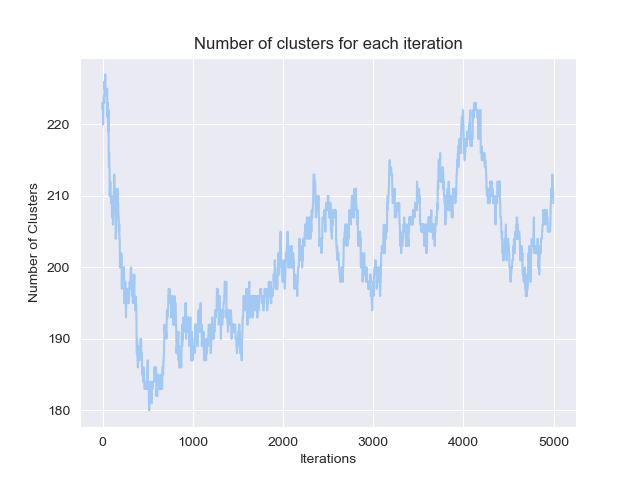 Number of clusters for each iteration
Number of Clusters
220
210
200
190
180
0 1000 2000 3000 4000 5000
Iterations